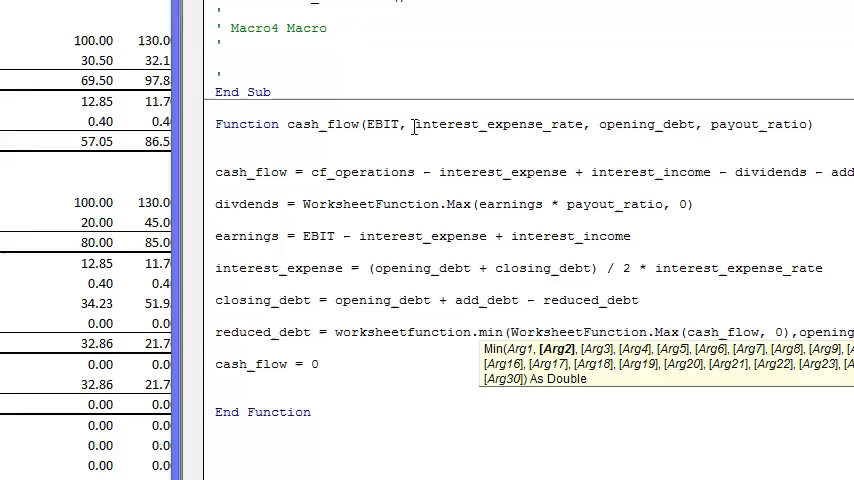 100.00 130.0
30.50 32.1
69.50 97.8
12.85 11.7
0.40 0.4
57.05 86.5
100.00 130.0
20.00 45.0
80.00 85.0
12.85 11.7
0.40 0.4
34.23 51.9
0.00 0.0
32.86 21.7
0.00 0.0
32.86 21.7
0.00 0.0
0.00 0.0
0.00 0.0
0.00 0.0
'
' Macro4 Macro
'
'
End Sub
Function cash_flow(EBIT, interest_expense_rate, opening_debt, payout_ratio)
cash_flow = cf_operations - interest_expense + interest_income - dividends - add
divdends = WorksheetFunction.Max(earnings * payout_ratio, 0)
earnings = EBIT - interest_expense + interest_income
interest_expense = (opening_debt + closing_debt) / 2 * interest_expense_rate
closing_debt = opening_debt + add_debt - reduced_debt
reduced_debt = worksheetfunction.min(WorksheetFunction.Max(cash_flow, 0),opening
Min(Arg1, [Arg2], [Arg3], [Arg4], [Arg5], [Arg6], [Arg7], [Arg8], [Arg9], [A
[Arg16], [Arg17], [Arg18], [Arg19], [Arg20], [Arg21], [Arg22], [Arg23], [A
[Arg30]) As Double
cash_flow = 0
End Function